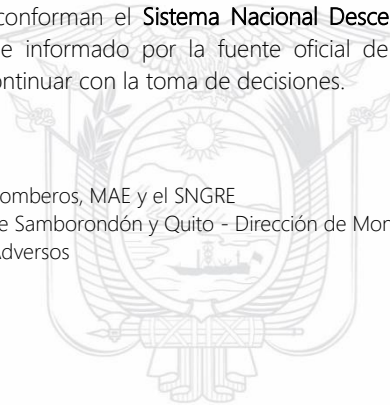 conforman el Sistema Nacional Desce
e informado por la fuente oficial de
ontinuar con la toma de decisiones.
omberos, MAE y el SNGRE
e Samborondón y Quito - Dirección de Mon
Adversos